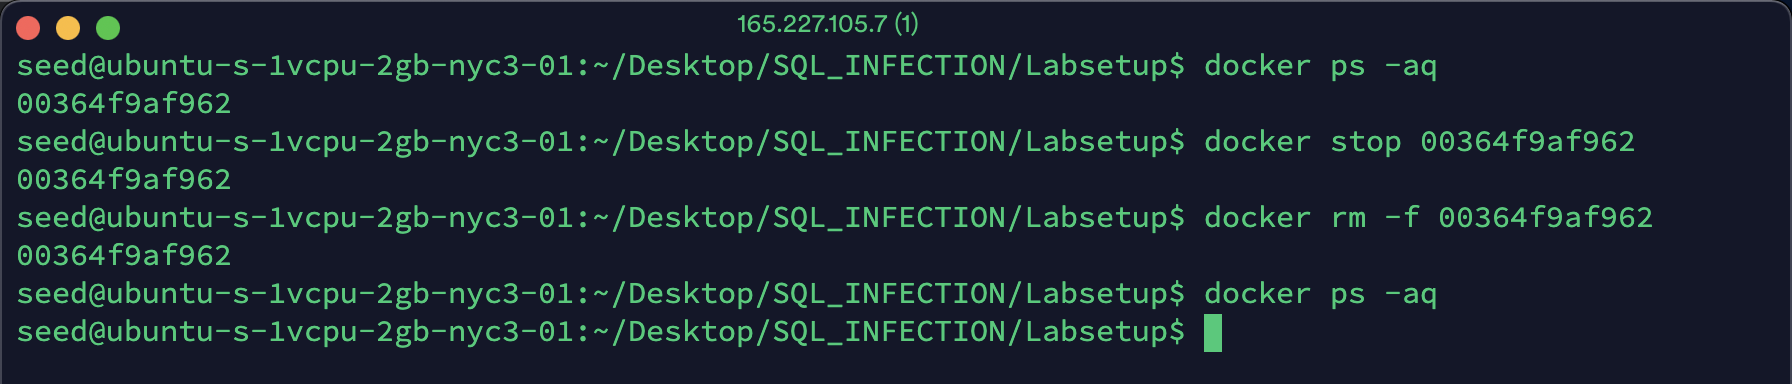 165.227.105.7 (1)
seed@ubuntu-s-1vcpu-2gb-nyc3-01:~/Desktop/SQL_INFECTION/Labsetup$ docker ps -aq
00364f9af962
seed@ubuntu-s-1vcpu-2gb-nyc3-01:~/Desktop/SQL_INFECTION/Labsetup$ docker stop 00364f9af962
00364f9af962
seed@ubuntu-s-1vcpu-2gb-nyc3-01:~/Desktop/SQL_INFECTION/Labsetup$ docker rm -f 00364f9af962
00364f9af962
seed@ubuntu-s-1vcpu-2gb-nyc3-01:~/Desktop/SQL_INFECTION/Labsetup$ docker ps -aq
seed@ubuntu-s-1vcpu-2gb-nyc3-01:~/Desktop/SQL_INFECTION/Labsetup$